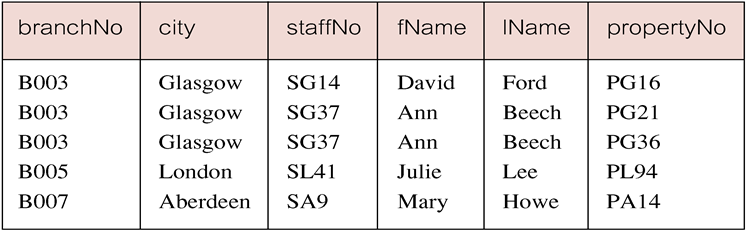 branchNo city staffNo fName lName propertyNo
B003 Glasgow SG14 David Ford PG16
B003 Glasgow SG37 Ann Beech PG21
B003 Glasgow SG37 Ann Beech PG36
B005 London SL41 Julie Lee PL94
B007 Aberdeen SA9 Mary Howe PA14